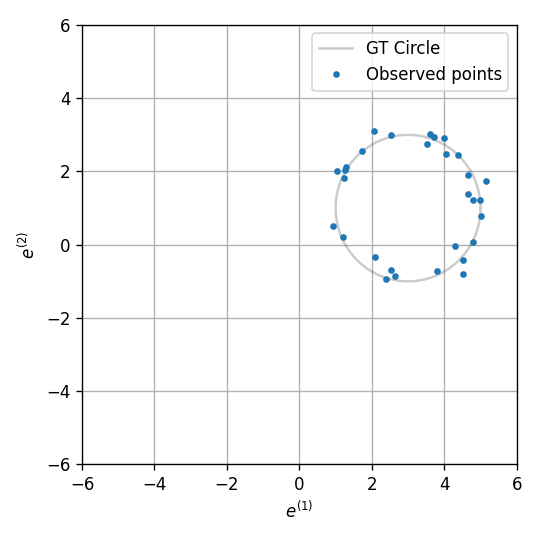 GT Circle
Observed points
6
4
2
0
−2
−4
−6
e⁽²⁾
−6 −4 −2 0 2 4 6
e⁽¹⁾